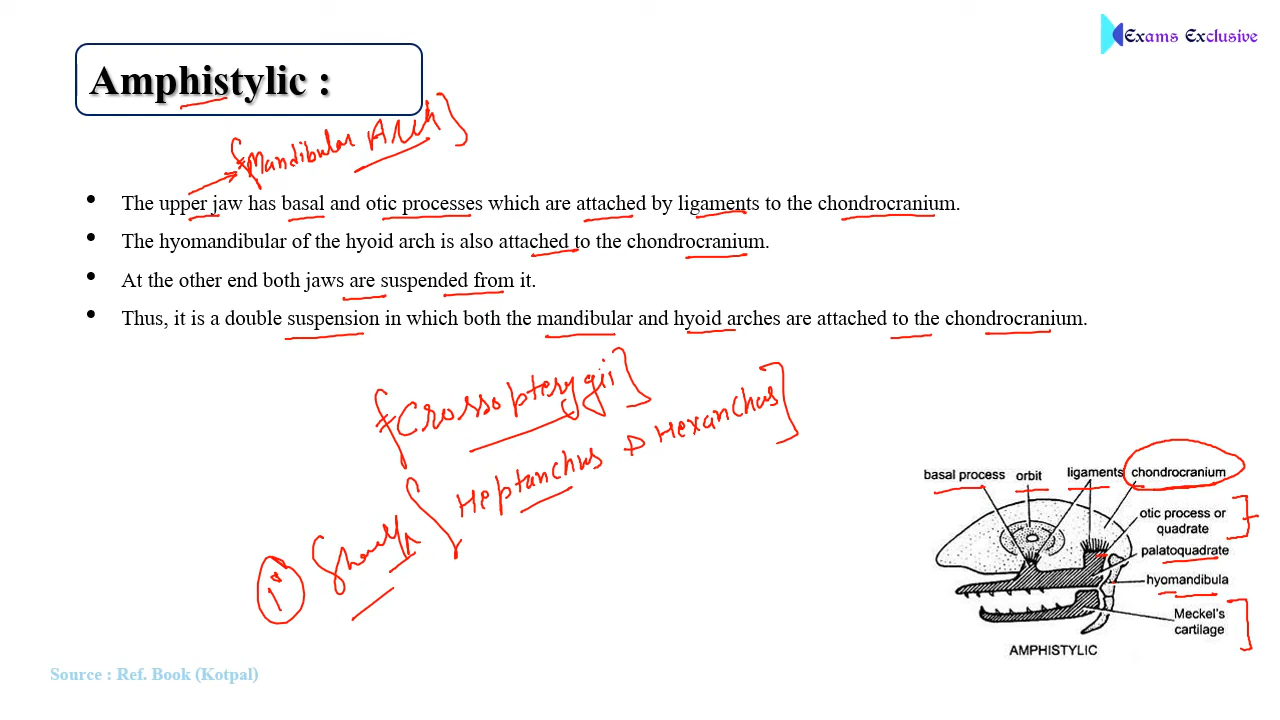 Exams Exclusive
Amphistylic :
Mandibular Arch
The upper jaw has basal and otic processes which are attached by ligaments to the chondrocranium.
The hyomandibular of the hyoid arch is also attached to the chondrocranium.
At the other end both jaws are suspended from it.
Thus, it is a double suspension in which both the mandibular and hyoid arches are attached to the chondrocranium.
Crossopterygii
Heptanchus Hexanchus
basal process orbit ligaments chondrocranium
otic process or
quadrate
palatoquadrate
hyomandibula
Meckel's
cartilage
AMPHISTYLIC
Source : Ref. Book (Kotpal)